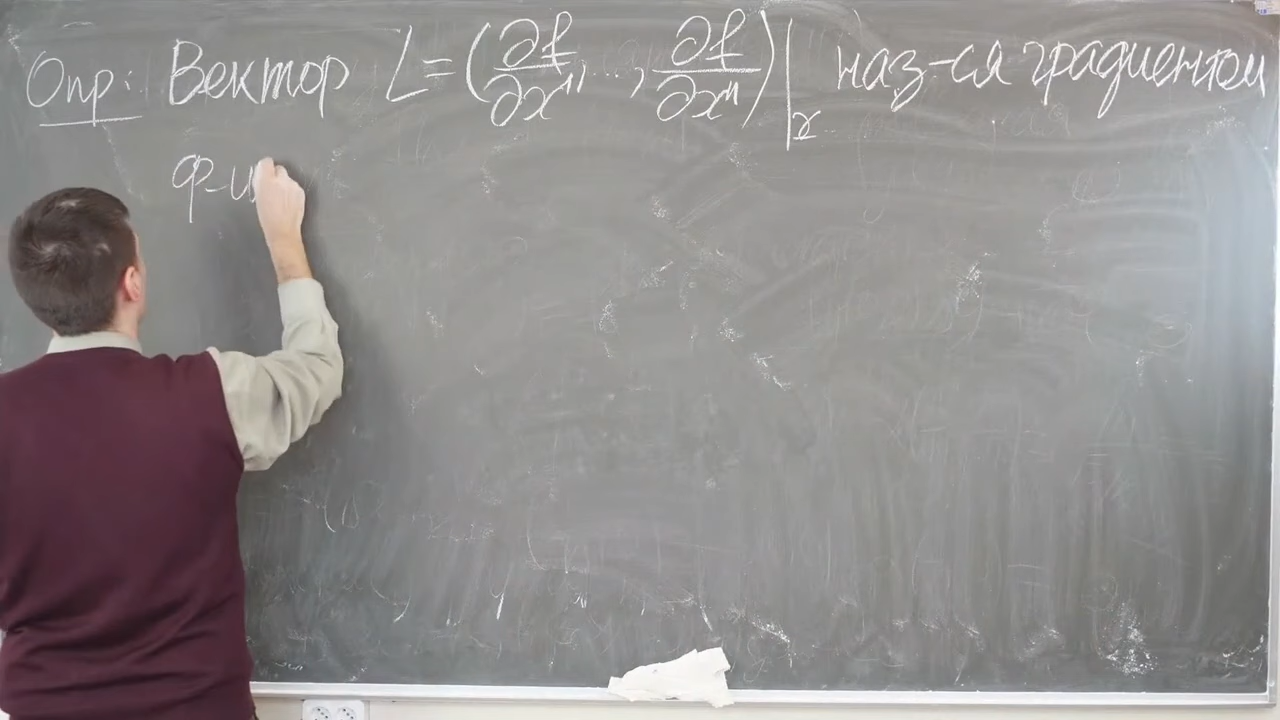 Опр: Вектор L = (∂f/∂x¹, ..., ∂f/∂xⁿ)|ₓ наз-ся градиентом
ф-и